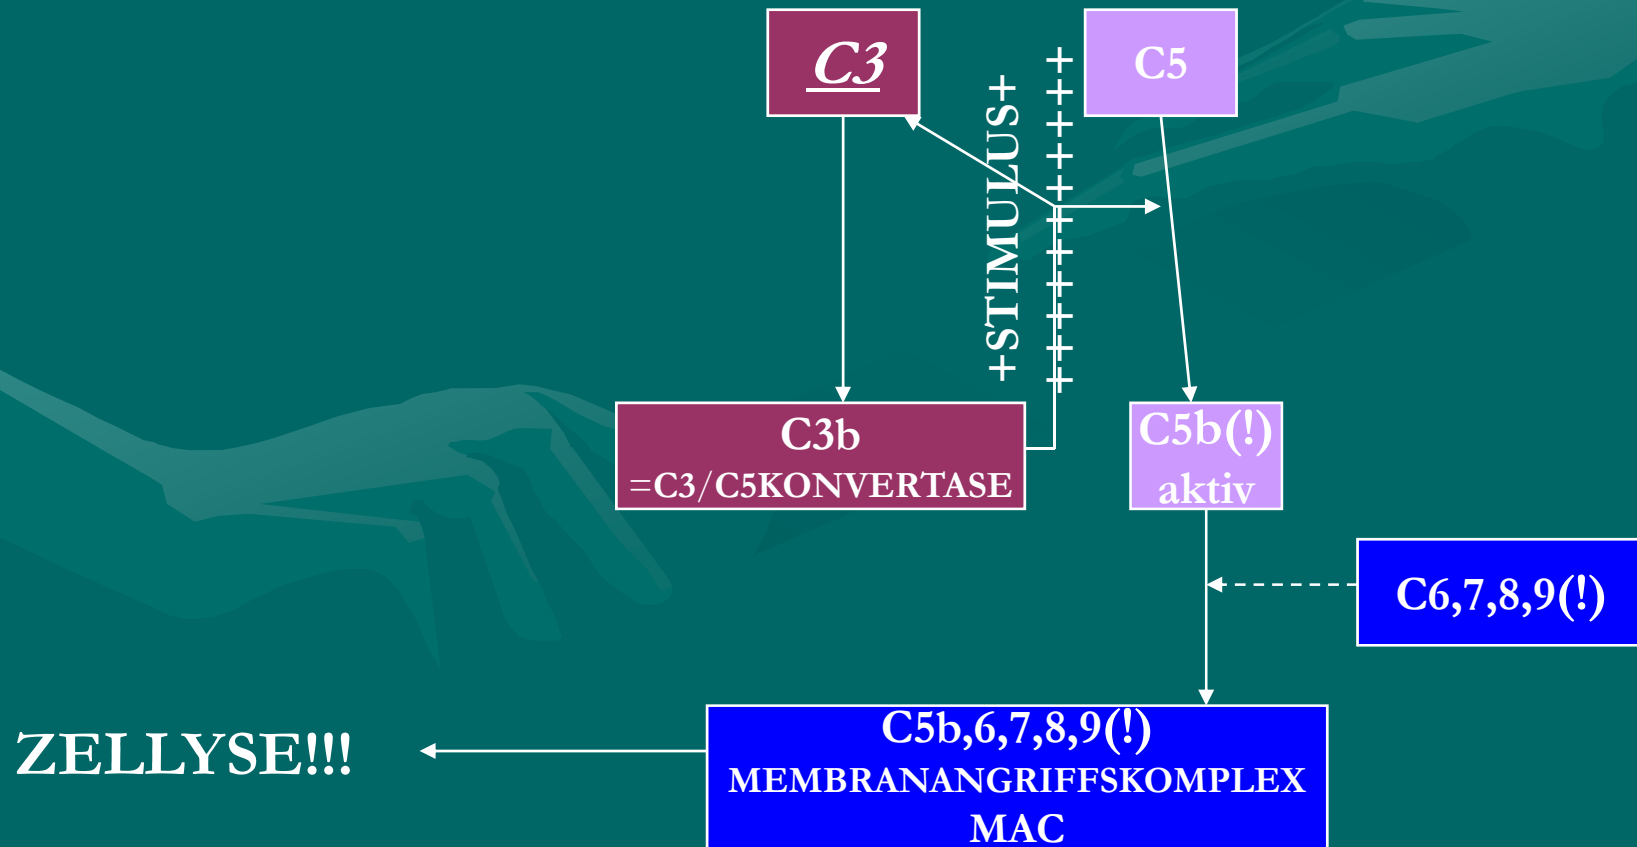 C3
C5
+STIMULUS+
+++++++++++
C3b
=C3/C5KONVERTASE
C5b(!)
aktiv
C6,7,8,9(!)
C5b,6,7,8,9(!)
MEMBRANANGRIFFSKOMPLEX
MAC
ZELLYSE!!!